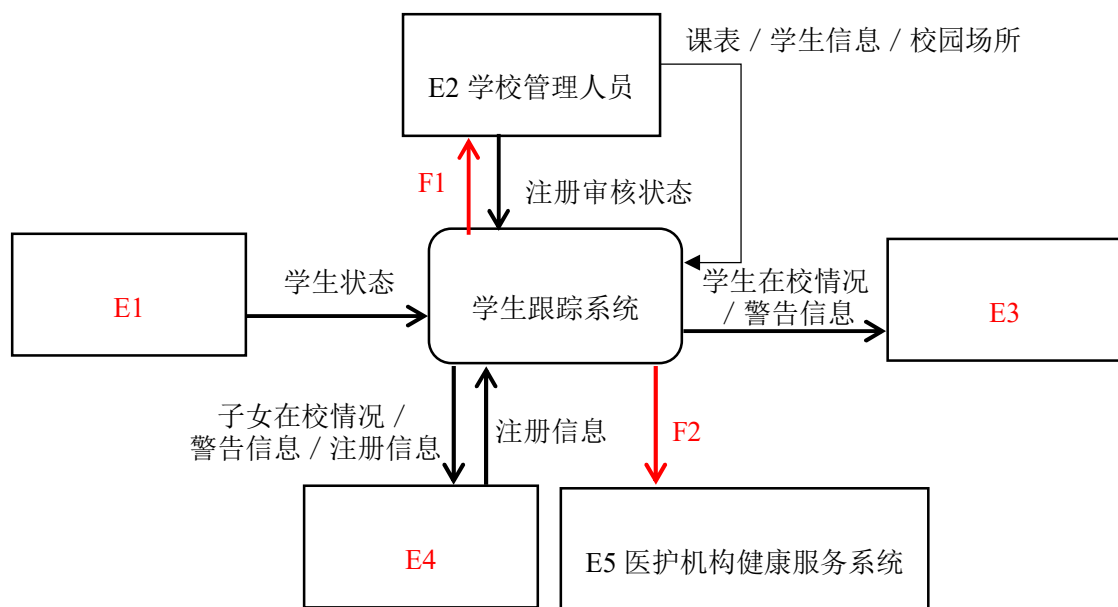 课表 / 学生信息 / 校园场所
E2 学校管理人员
F1
注册审核状态
E1
学生状态
学生跟踪系统
学生在校情况
/ 警告信息
E3
子女在校情况 /
警告信息 / 注册信息
注册信息
F2
E4
E5 医护机构健康服务系统